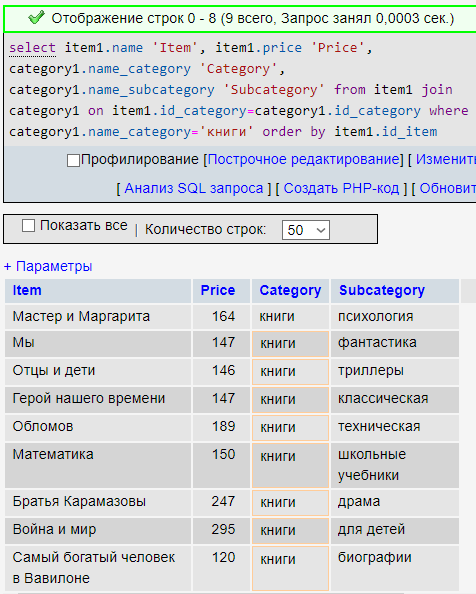 Отображение строк 0 - 8 (9 всего, Запрос занял 0,0003 сек.)
select item1.name 'Item', item1.price 'Price',
category1.name_category 'Category',
category1.name_subcategory 'Subcategory' from item1 join
category1 on item1.id_category=category1.id_category where
category1.name_category='книги' order by item1.id_item
Профилирование [Построчное редактирование] [ Изменить
[ Анализ SQL запроса ] [ Создать PHP-код ] [ Обновит
Показать все | Количество строк: 50
+ Параметры
Item Price Category Subcategory
Мастер и Маргарита 164 книги психология
Мы 147 книги фантастика
Отцы и дети 146 книги триллеры
Герой нашего времени 147 книги классическая
Обломов 189 книги техническая
Математика 150 книги школьные
учебники
Братья Карамазовы 247 книги драма
Война и мир 295 книги для детей
Самый богатый человек 120 книги биографии
в Вавилоне